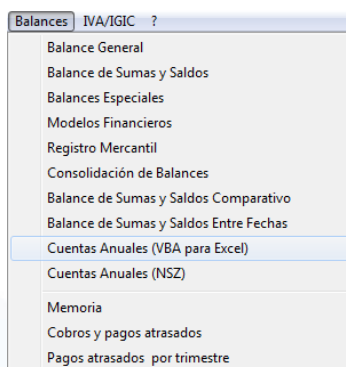 Balances IVA/IGIC ?
Balance General
Balance de Sumas y Saldos
Balances Especiales
Modelos Financieros
Registro Mercantil
Consolidación de Balances
Balance de Sumas y Saldos Comparativo
Balance de Sumas y Saldos Entre Fechas
Cuentas Anuales (VBA para Excel)
Cuentas Anuales (NSZ)
Memoria
Cobros y pagos atrasados
Pagos atrasados por trimestre